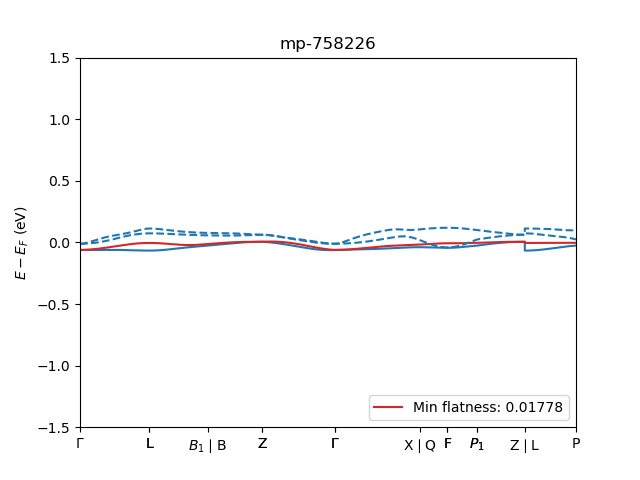 mp-758226
E − E_F (eV)
1.5
1.0
0.5
0.0
−0.5
−1.0
−1.5
Min flatness: 0.01778
Γ L B₁ | B Z Γ X | Q F P₁ Z | L P